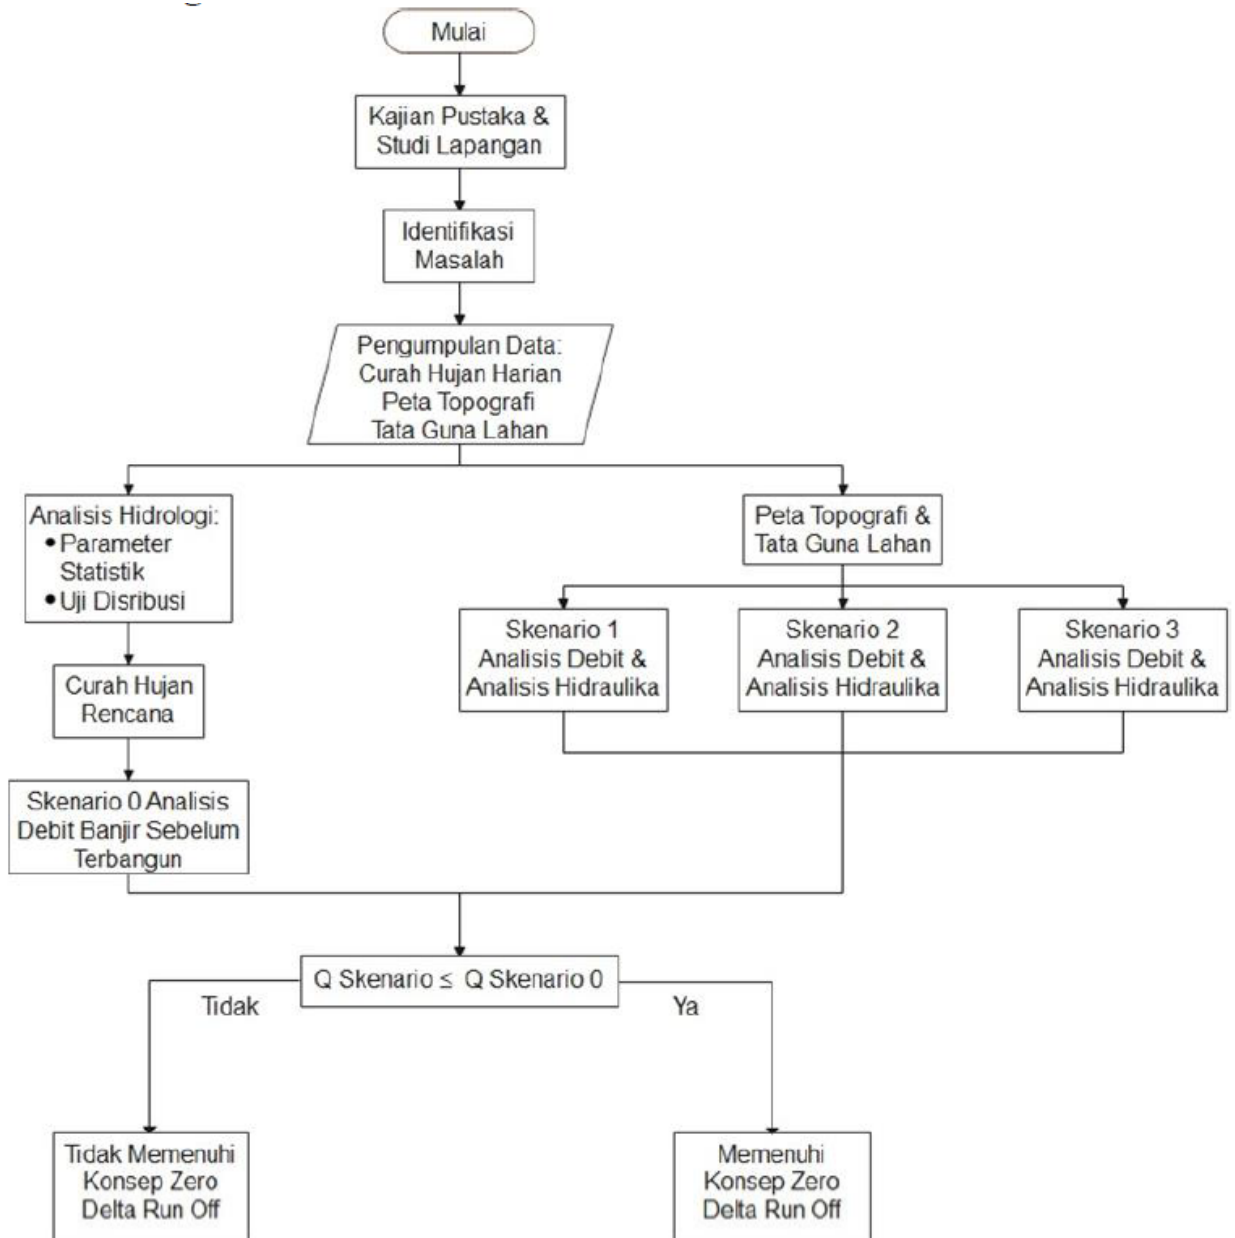 Mulai
Kajian Pustaka &
Studi Lapangan
Identifikasi
Masalah
Pengumpulan Data:
Curah Hujan Harian
Peta Topografi
Tata Guna Lahan
Analisis Hidrologi:
• Parameter
Statistik
• Uji Disribusi
Peta Topografi &
Tata Guna Lahan
Skenario 1
Analisis Debit &
Analisis Hidraulika
Skenario 2
Analisis Debit &
Analisis Hidraulika
Skenario 3
Analisis Debit &
Analisis Hidraulika
Curah Hujan
Rencana
Skenario 0 Analisis
Debit Banjir Sebelum
Terbangun
Q Skenario ≤ Q Skenario 0
Tidak
Ya
Tidak Memenuhi
Konsep Zero
Delta Run Off
Memenuhi
Konsep Zero
Delta Run Off